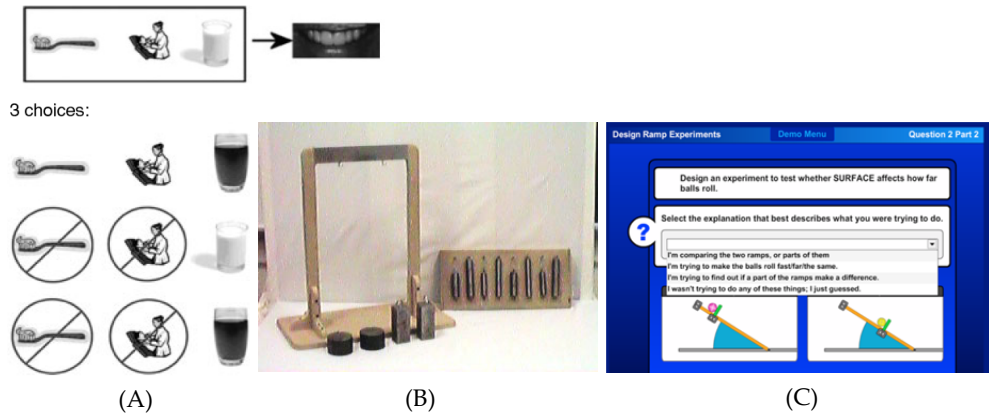 3 choices:
Design Ramp Experiments
Demo Menu
Question 2 Part 2
Design an experiment to test whether SURFACE affects how far
balls roll.
Select the explanation that best describes what you were trying to do.
?
I'm comparing the two ramps, or parts of them
I'm trying to make the balls roll fast/far/the same.
I'm trying to find out if a part of the ramps make a difference.
I wasn't trying to do any of these things; I just guessed.
(A)
(B)
(C)